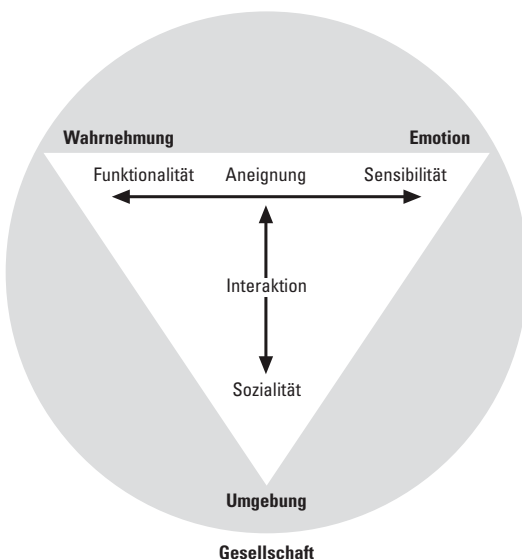 Wahrnehmung Emotion
Funktionalität Aneignung Sensibilität
Interaktion
Sozialität
Umgebung
Gesellschaft